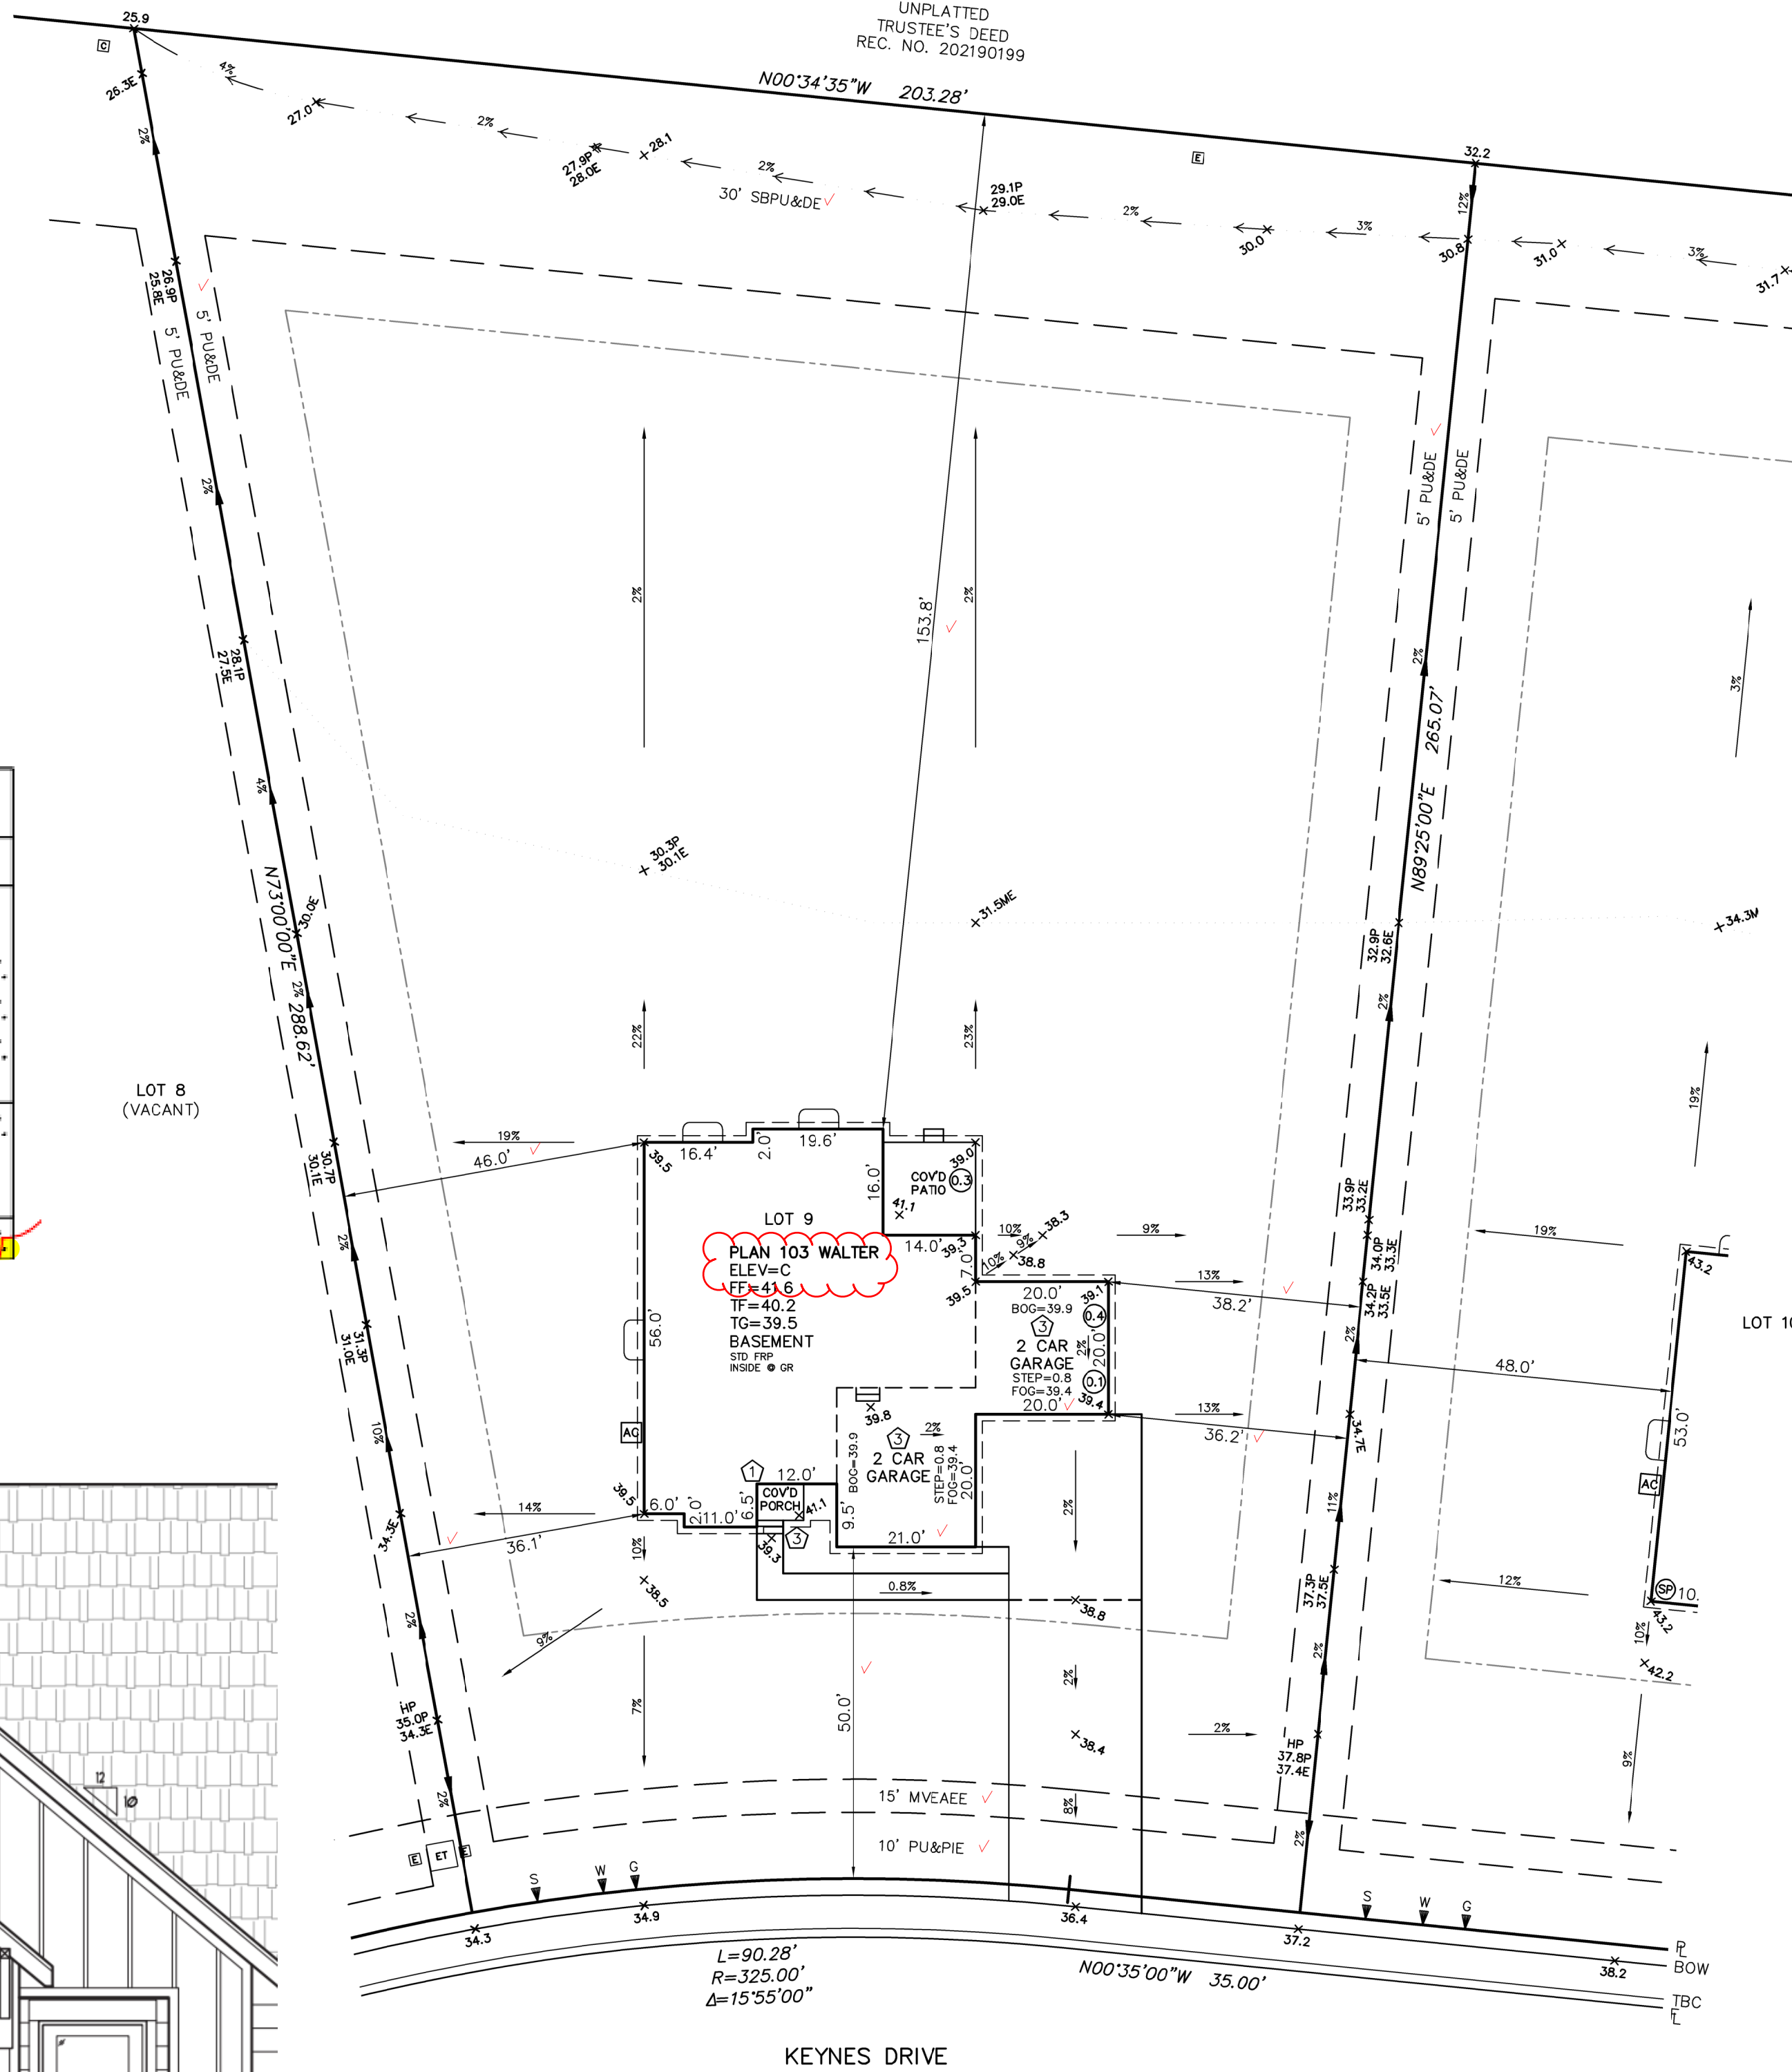 UNPLATTED
TRUSTEE'S DEED
REC. NO. 202190199
25.9
C
26.3E
4%
27.0
N00°34'35"W 203.28'
2%
2%
27.9P
28.0E
28.1
2%
30' SBPU&DE
29.1P
29.0E
E
2%
30.0
3%
32.2
12%
30.8
31.0
3%
31.7
26.9P
25.8E
5' PU&DE
5' PU&DE
5' PU&DE
5' PU&DE
2%
2%
2%
153.8'
28.1P
27.5E
2%
N89°25'00"E 265.07'
3%
4%
30.3P
30.1E
31.5ME
34.3M
30.0E
32.9P
32.6E
N73°00'00"E 288.62'
2%
2%
22%
23%
LOT 8
(VACANT)
19%
19%
46.0'
30.7P
30.1E
39.5
16.4'
2.0'
19.6'
16.0'
39.0
COV'D
PATIO
0.3
41.1
33.9P
33.2E
LOT 9
PLAN 103 WALTER
ELEV=C
FF=41.6
TF=40.2
TG=39.5
BASEMENT
STD FRP
INSIDE @ GR
14.0'
39.3
10%
9%
38.3
10%
38.8
9%
7.0'
39.5
34.0P
33.3E
19%
43.2
2%
13%
38.2'
34.2P
33.5E
20.0'
39.1
BOG=39.9
0.4
3
2 CAR
GARAGE
2%
20.0'
STEP=0.8
FOG=39.4
0.1
39.4
20.0'
LOT 10
31.3P
31.0E
56.0'
2%
48.0'
39.8
13%
36.2'
34.7E
53.0'
10%
AC
BOG=39.9
3
2%
2 CAR
GARAGE
STEP=0.8
FOG=39.4
20.0'
AC
1
12.0'
39.5
6.0'
2.0'
11.0'
6.5'
COV'D
PORCH
41.1
9.5'
3
39.3
21.0'
2%
11%
14%
36.1'
34.3E
10%
38.5
0.8%
38.8
37.3P
37.5E
12%
SP
10.
43.2
10%
42.2
2%
9%
7%
50.0'
2%
2%
HP
35.0P
34.3E
38.4
2%
HP
37.8P
37.4E
9%
12
10
2%
15' MVEAEE
8%
10' PU&PIE
2%
E
ET
E
S
W
G
S
W
G
34.3
34.9
36.4
37.2
38.2
PL
BOW
TBC
FL
L=90.28'
R=325.00'
Δ=15°55'00"
N00°35'00"W 35.00'
KEYNES DRIVE